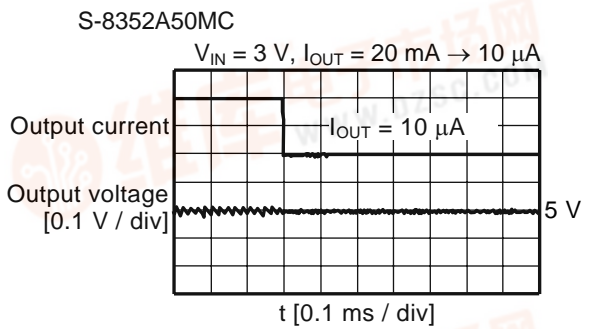 S-8352A50MC
V_IN = 3 V, I_OUT = 20 mA → 10 μA
Output current
I_OUT = 10 μA
Output voltage
[0.1 V / div]
5 V
t [0.1 ms / div]